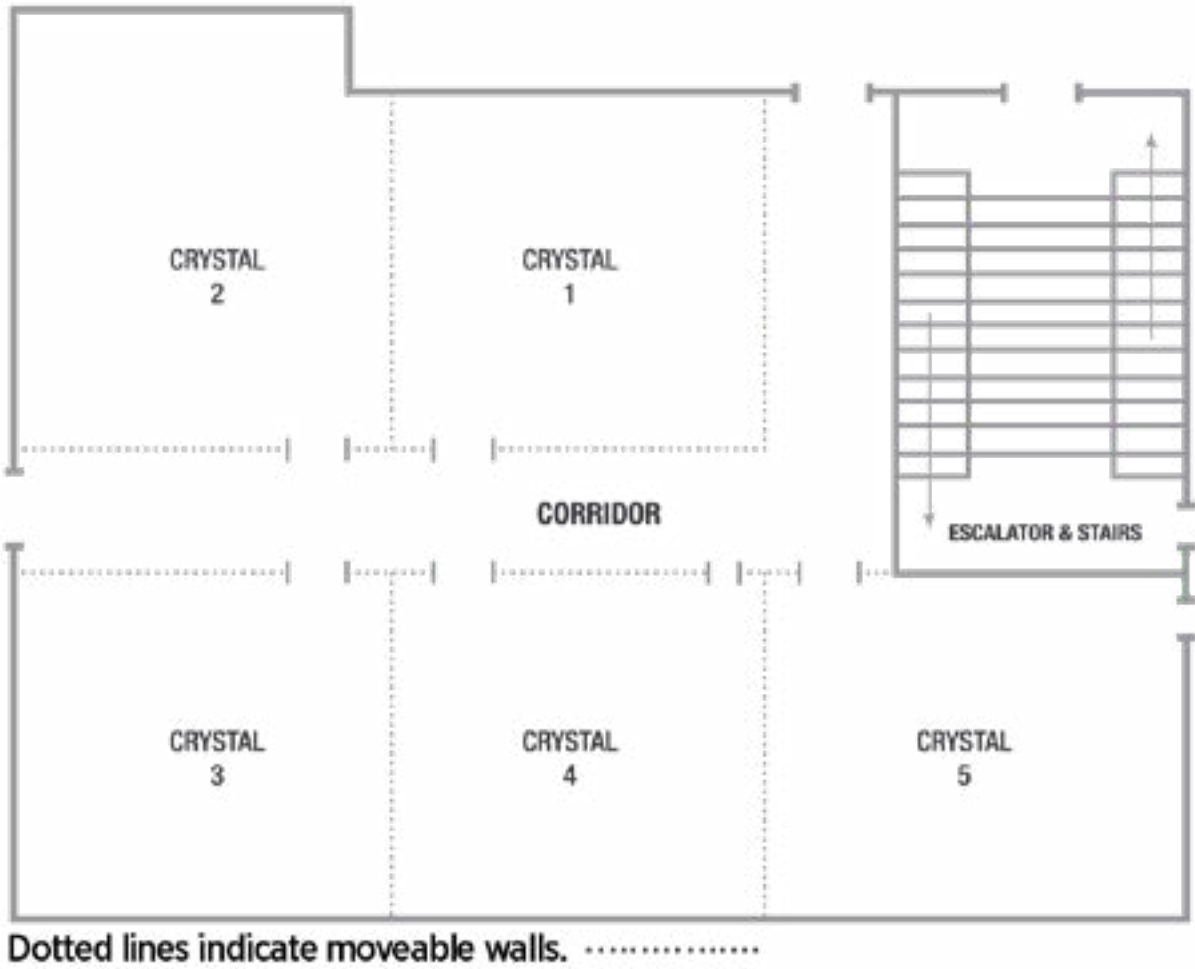 CRYSTAL
2
CRYSTAL
1
CORRIDOR
ESCALATOR & STAIRS
CRYSTAL
3
CRYSTAL
4
CRYSTAL
5
Dotted lines indicate moveable walls.